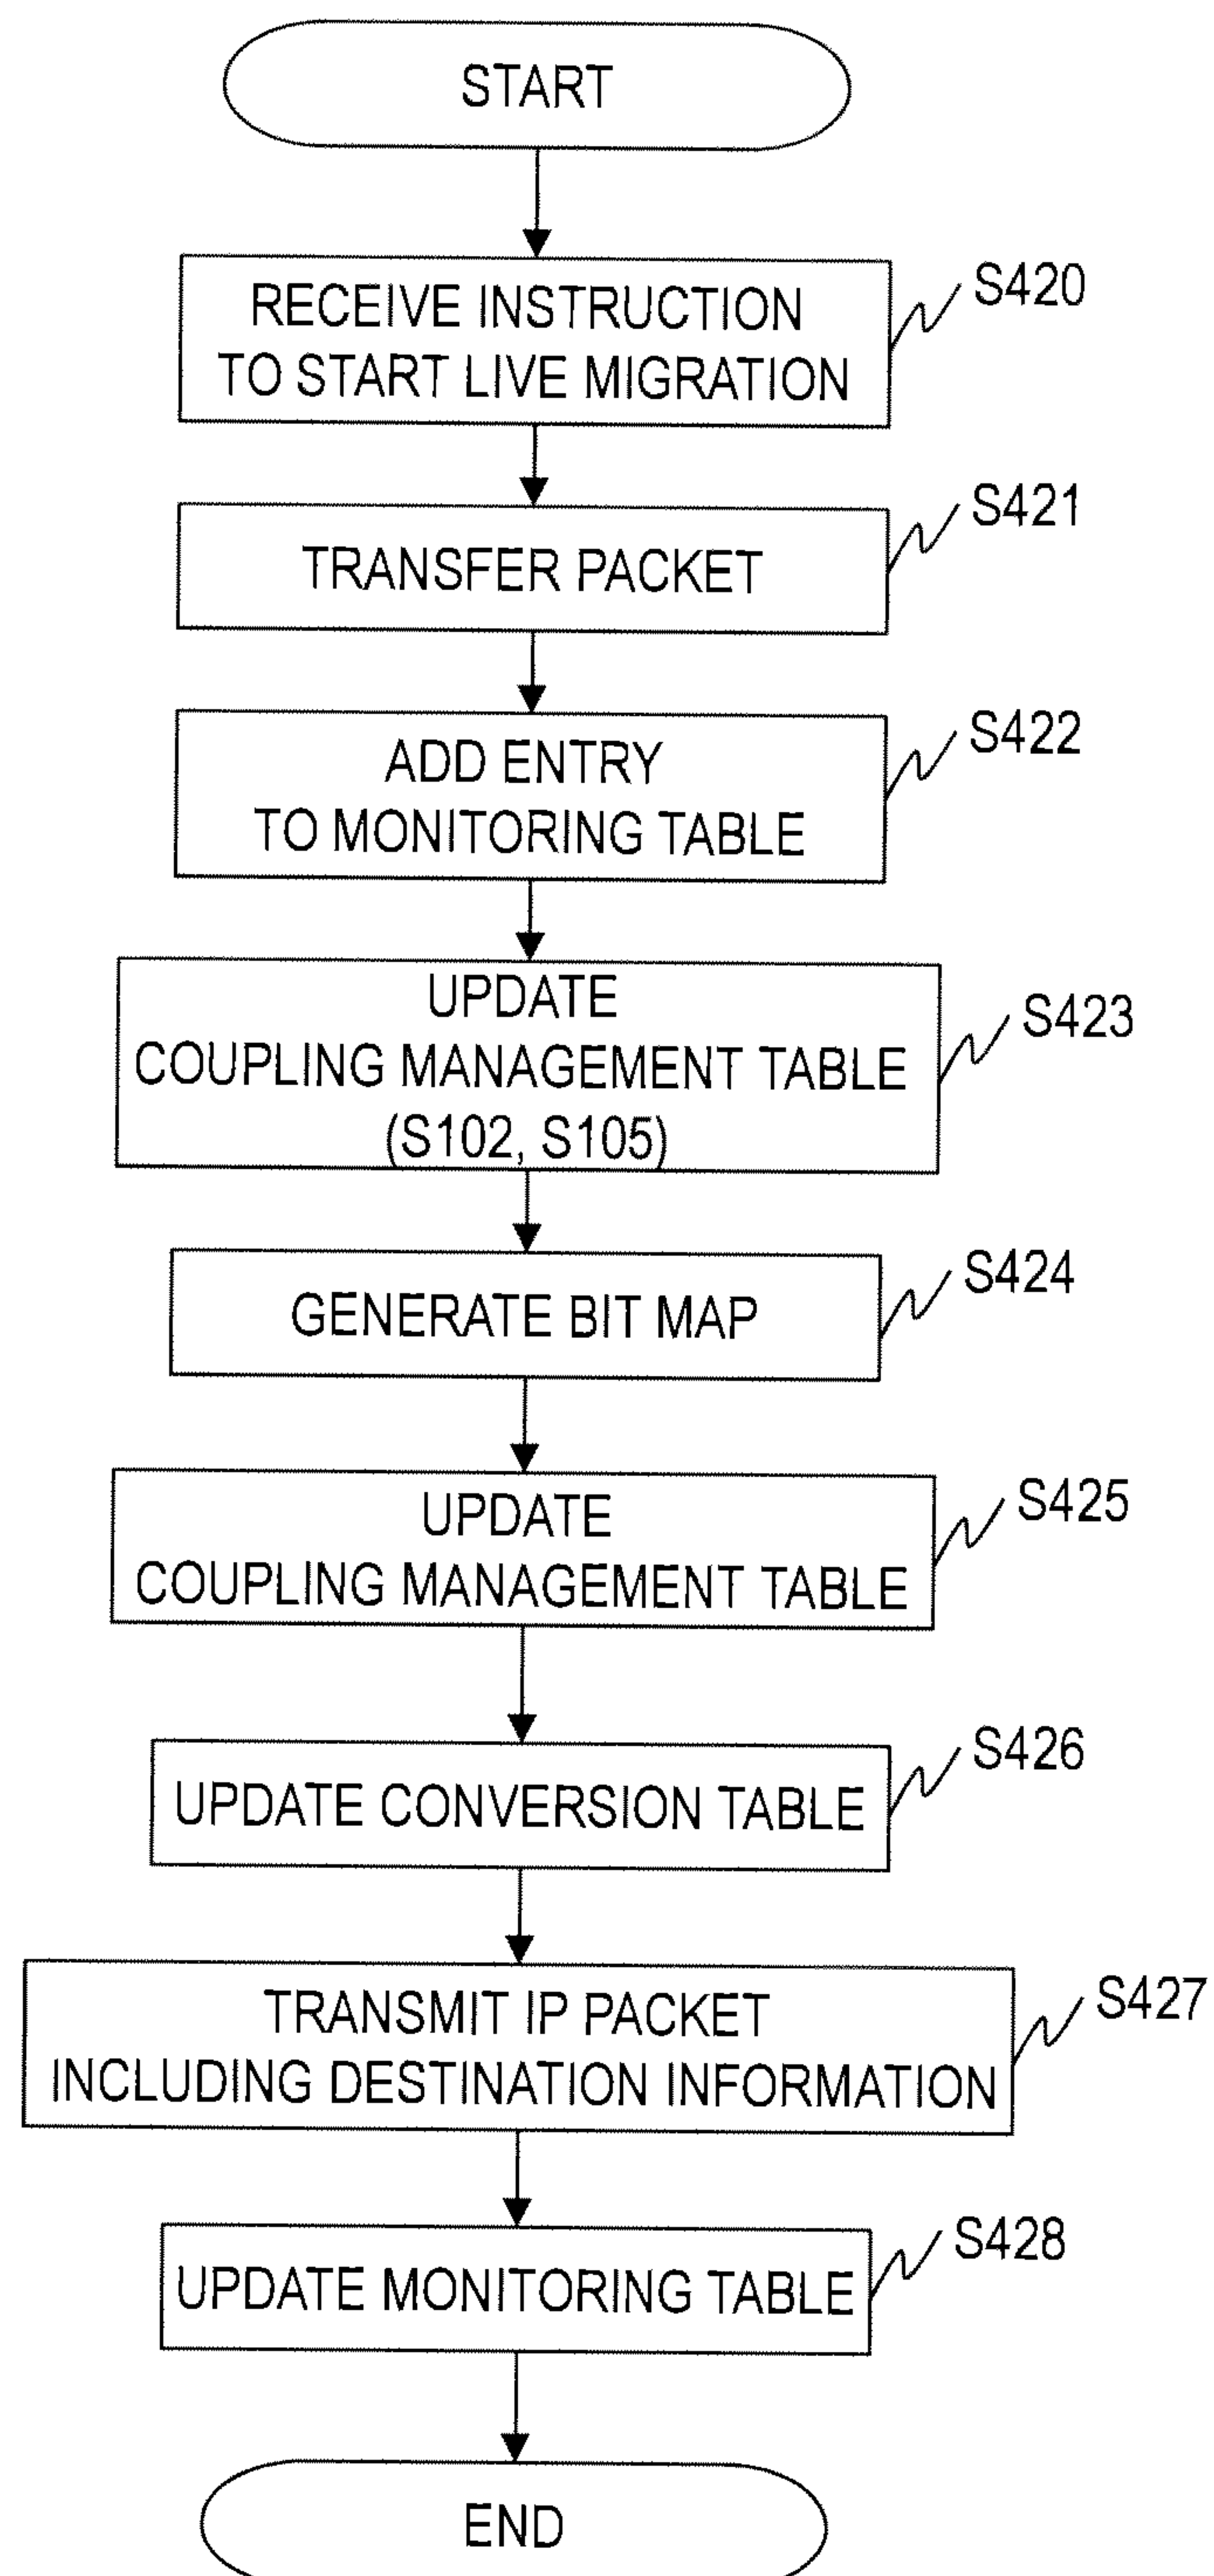 START
RECEIVE INSTRUCTION
TO START LIVE MIGRATION
S420
TRANSFER PACKET
S421
ADD ENTRY
TO MONITORING TABLE
S422
UPDATE
COUPLING MANAGEMENT TABLE
(S102, S105)
S423
GENERATE BIT MAP
S424
UPDATE
COUPLING MANAGEMENT TABLE
S425
UPDATE CONVERSION TABLE
S426
TRANSMIT IP PACKET
INCLUDING DESTINATION INFORMATION
S427
UPDATE MONITORING TABLE
S428
END